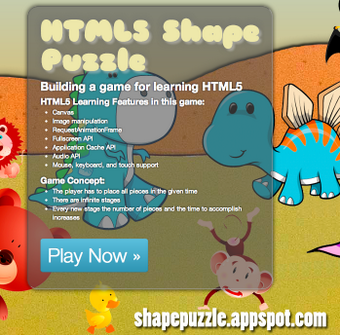 HTML5 Shape
Puzzle
Building a game for learning HTML5
HTML5 Learning Features in this game:
Canvas
Image manipulation
RequestAnimationFrame
Fullscreen API
Application Cache API
Audio API
Mouse, keyboard, and touch support
Game Concept:
The player has to place all pieces in the given time
There are infinite stages
Every new stage the number of pieces and the time to accomplish
increases
Play Now »
shapepuzzle.appspot.com